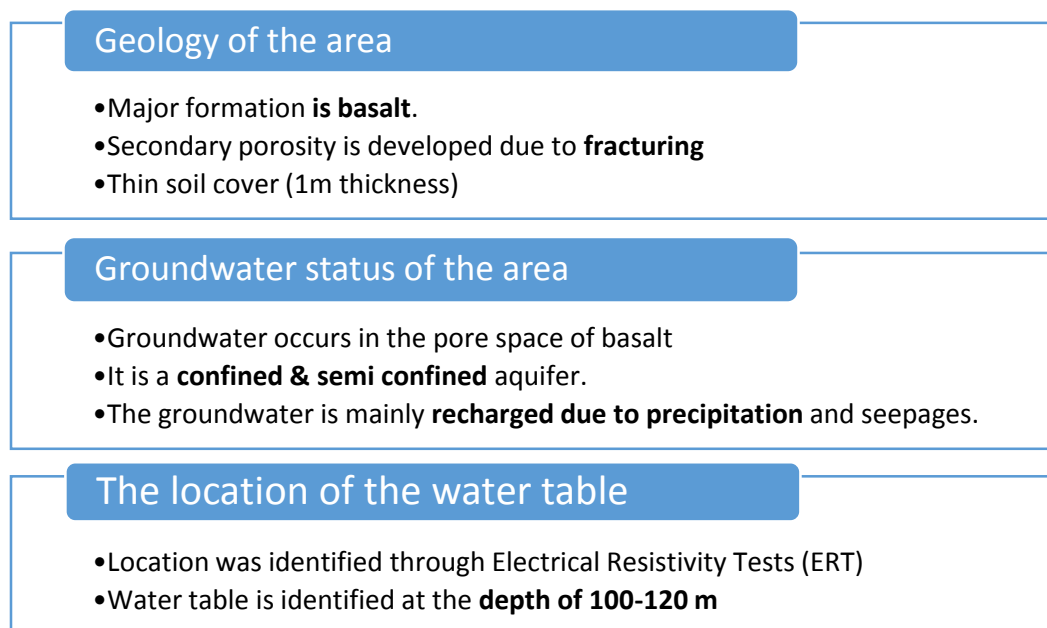 Geology of the area
•Major formation is basalt.
•Secondary porosity is developed due to fracturing
•Thin soil cover (1m thickness)
Groundwater status of the area
•Groundwater occurs in the pore space of basalt
•It is a confined & semi confined aquifer.
•The groundwater is mainly recharged due to precipitation and seepages.
The location of the water table
•Location was identified through Electrical Resistivity Tests (ERT)
•Water table is identified at the depth of 100-120 m